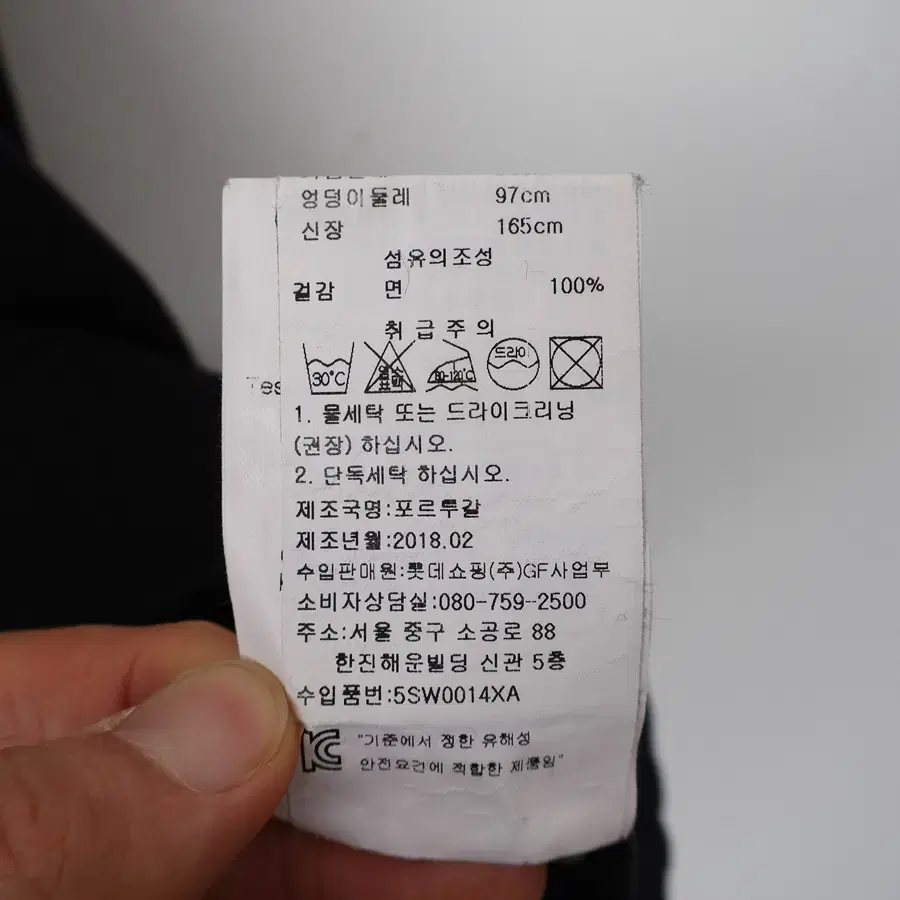 엉덩이둘레 97cm
신장 165cm
섬유의조성
겉감 면 100%
취급주의
30°C 염소표백 80-120°C 드라이
1. 물세탁 또는 드라이크리닝
(권장) 하십시오.
2. 단독세탁 하십시오.
제조국명:포르투갈
제조년월:2018.02
수입판매원:롯데쇼핑(주)GF사업부
소비자상담실:080-759-2500
주소:서울 중구 소공로 88
한진해운빌딩 신관 5층
수입품번:5SW0014XA
KC "기준에서 정한 유해성
안전요건에 적합한 제품임"